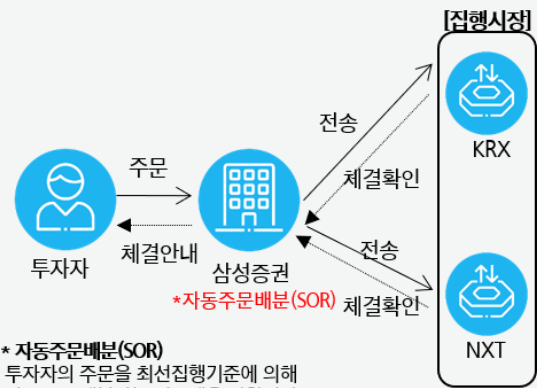 [집행시장]
전송
KRX
주문
체결확인
체결안내
전송
투자자
삼성증권
*자동주문배분(SOR)
체결확인
NXT
* 자동주문배분(SOR)
투자자의 주문을 최선집행기준에 의해